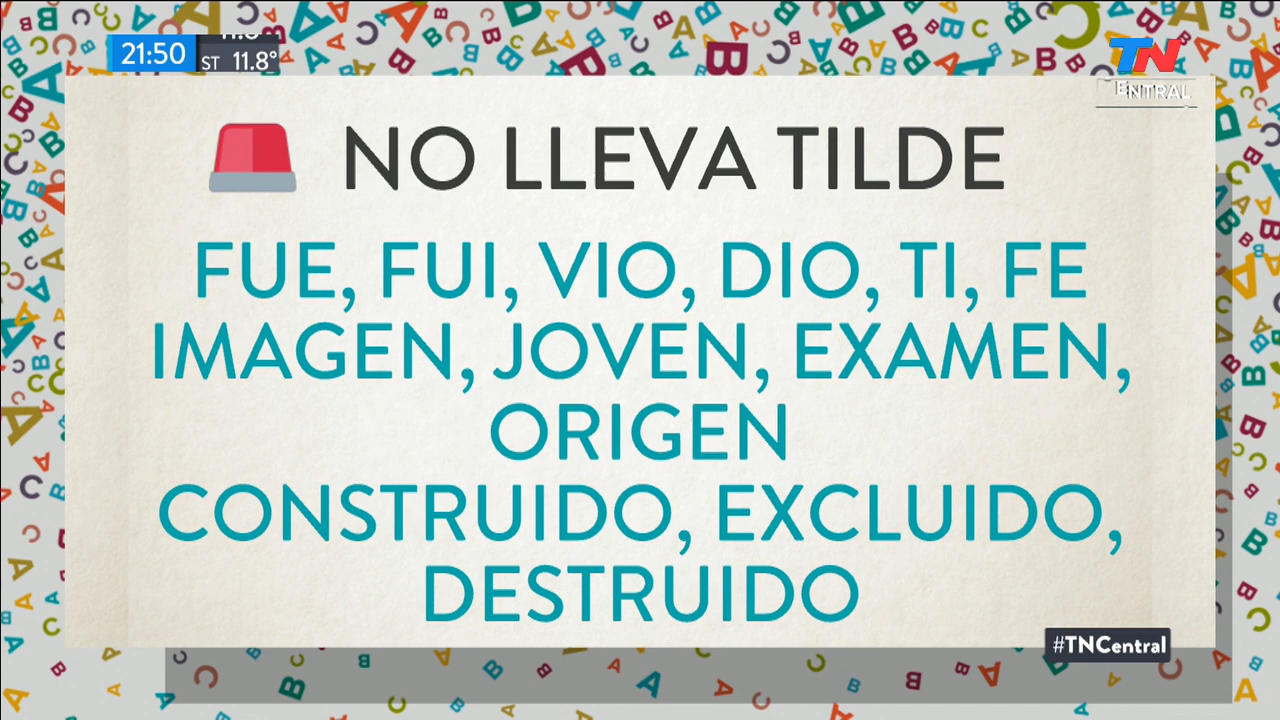 21:50
ST 11.8°
TN
NO LLEVA TILDE
FUE, FUI, VIO, DIO, TI, FE
IMAGEN, JOVEN, EXAMEN,
ORIGEN
CONSTRUIDO, EXCLUIDO,
DESTRUIDO
#TNCentral